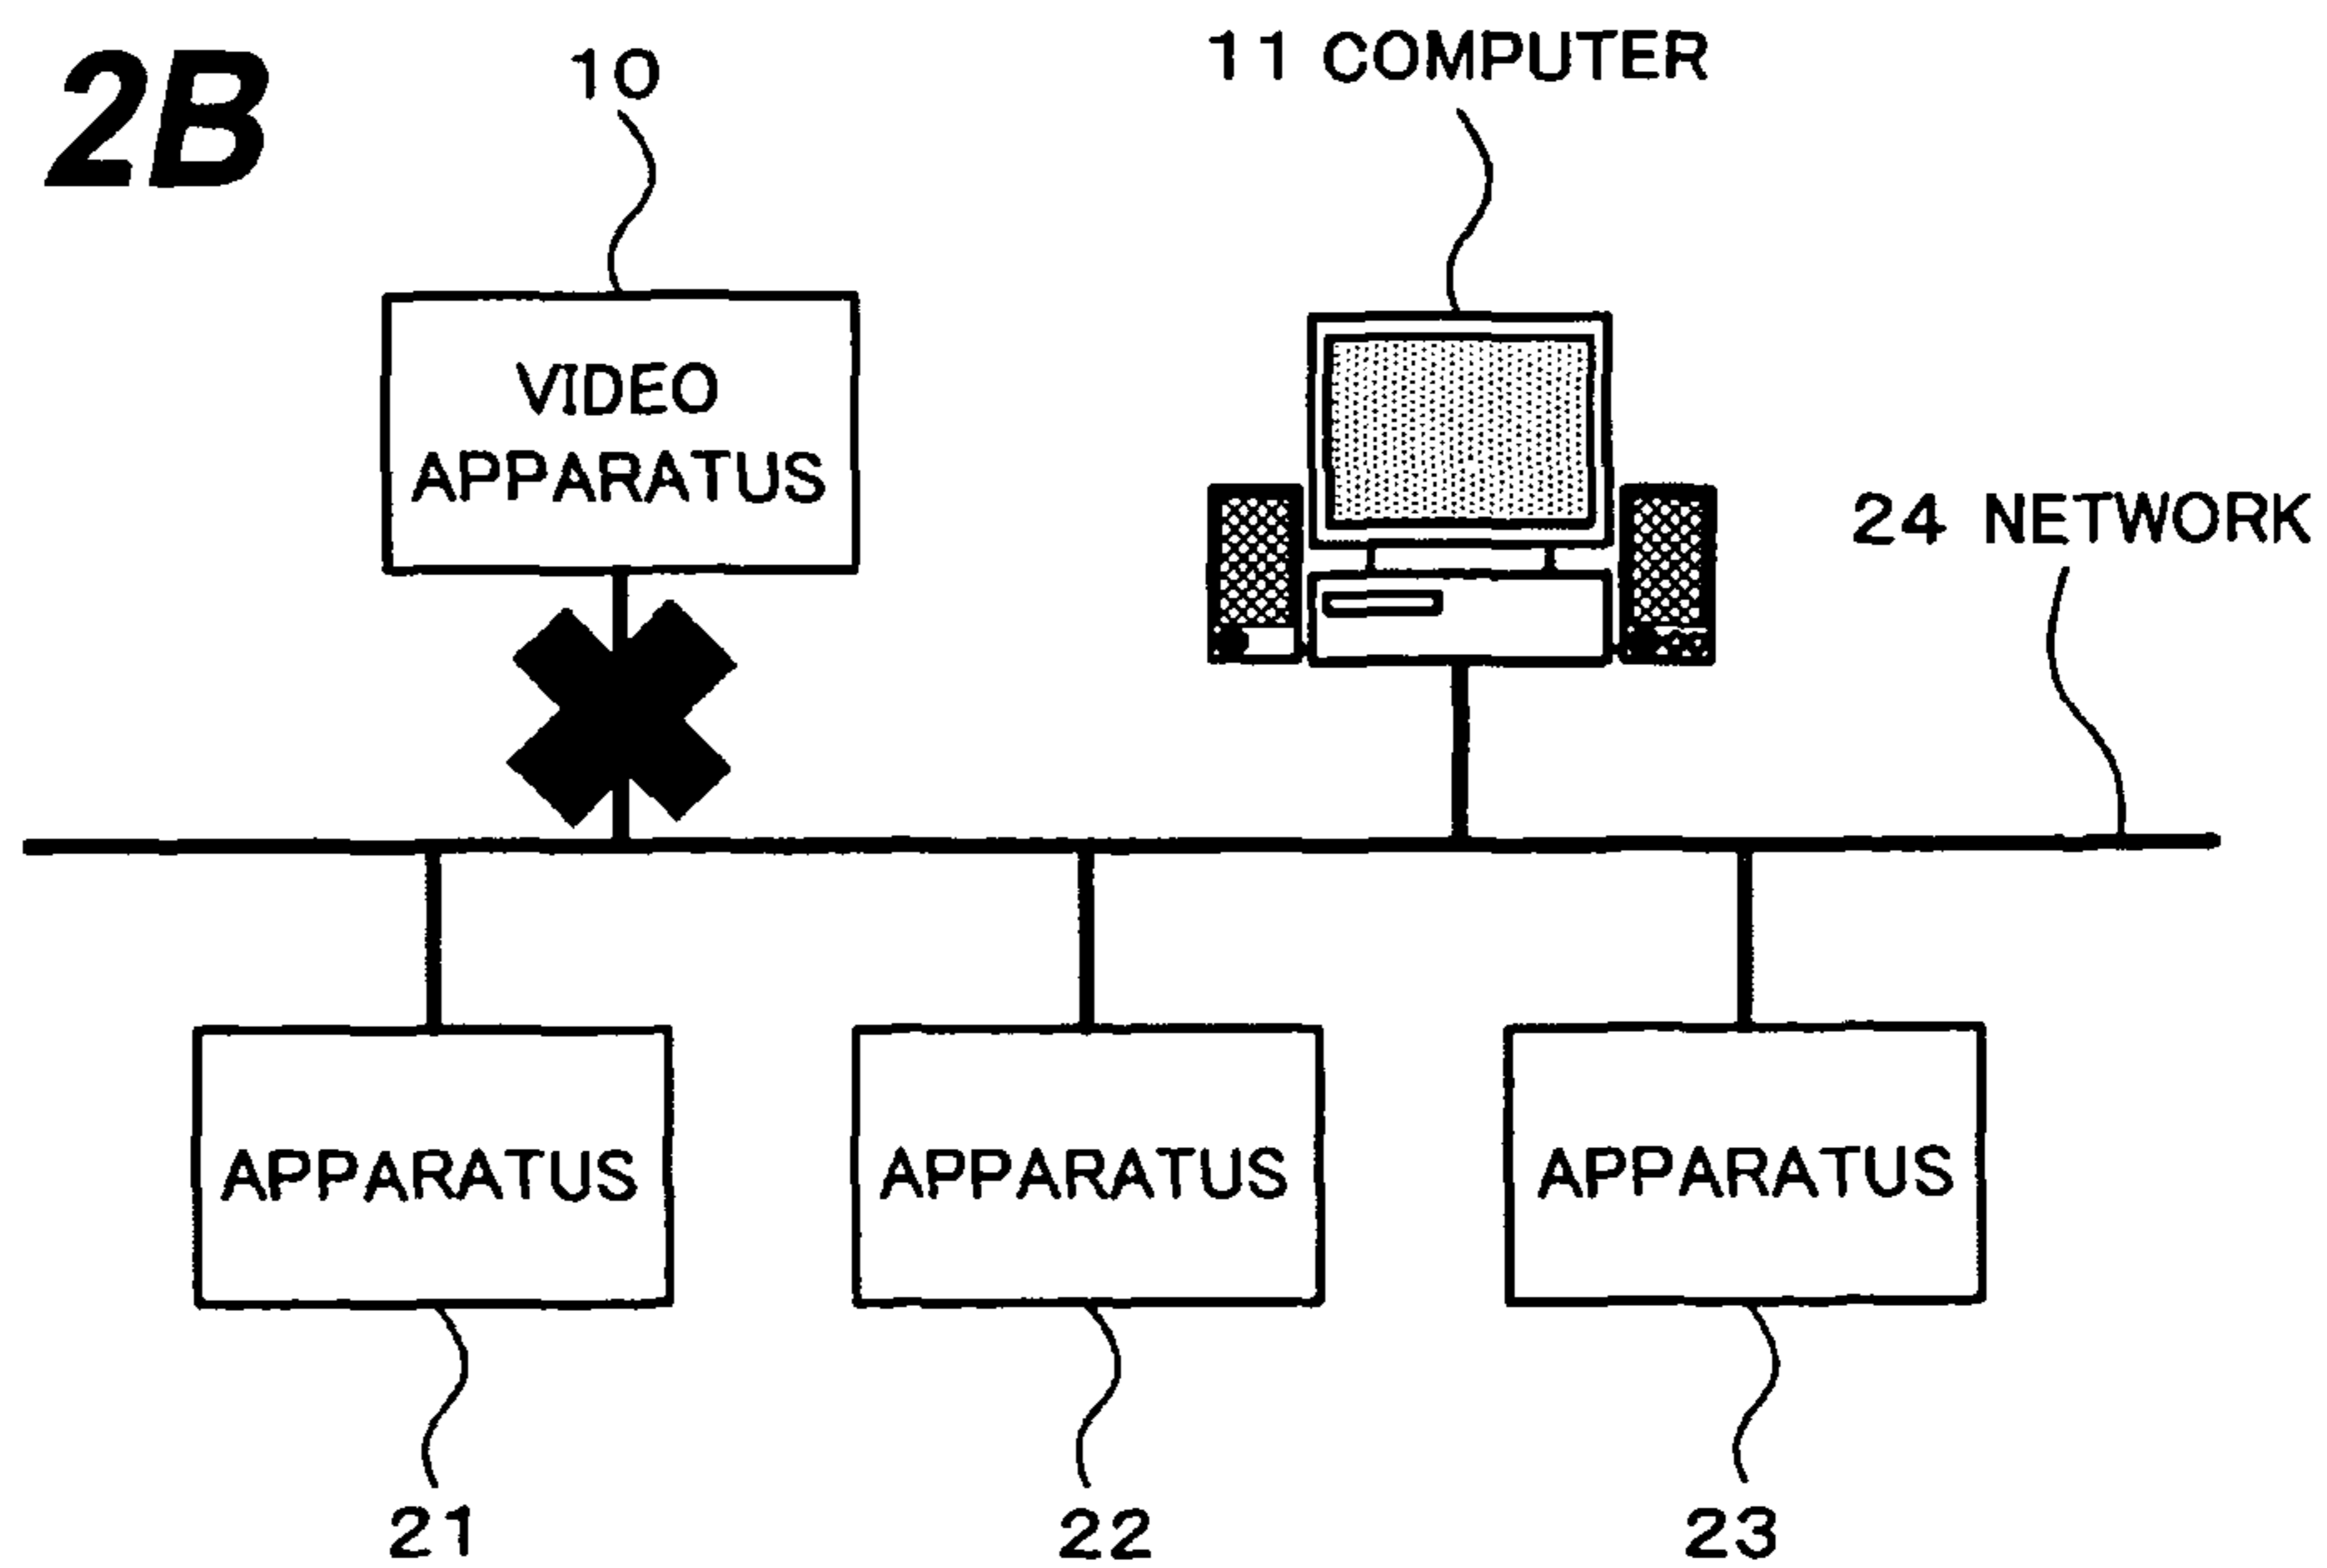 2B
10
11 COMPUTER
VIDEO
APPARATUS
24 NETWORK
APPARATUS
APPARATUS
APPARATUS
21
22
23